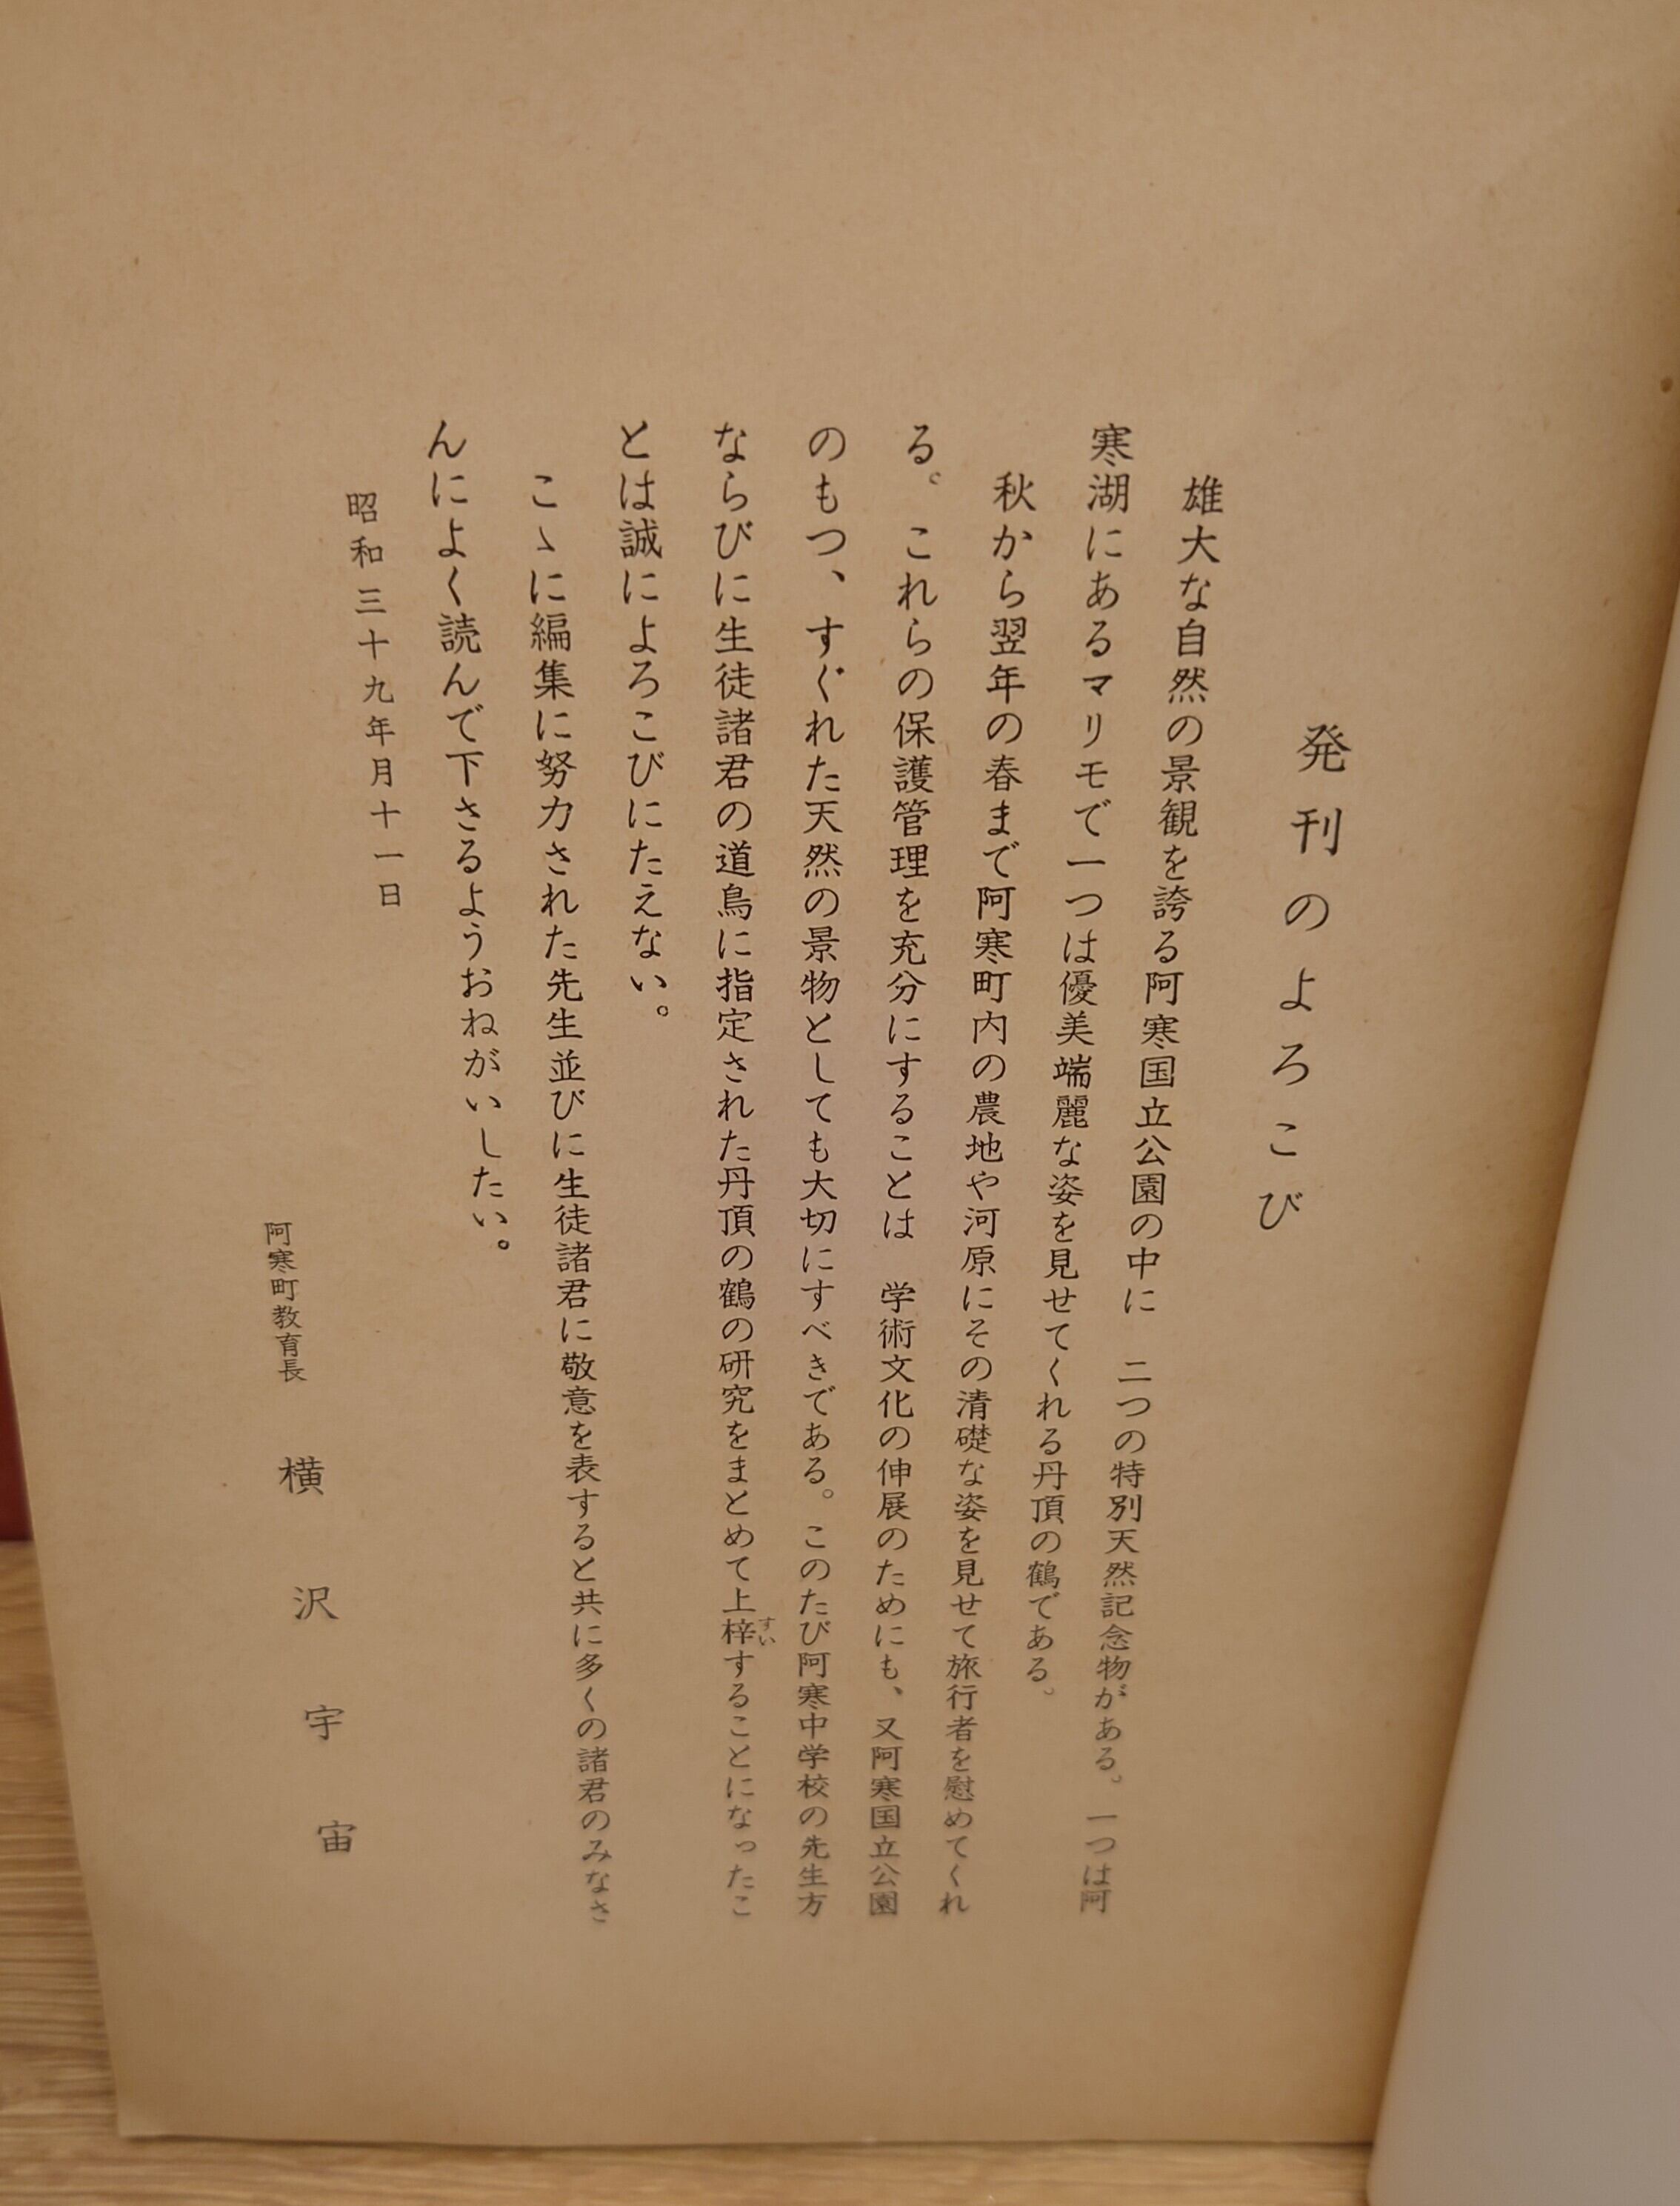 発刊のよろこび
雄大な自然の景観を誇る阿寒国立公園の中に　二つの特別天然記念物がある。一つは阿
寒湖にあるマリモで一つは優美端麗な姿を見せてくれる丹頂の鶴である。
秋から翌年の春まで阿寒町内の農地や河原にその清礎な姿を見せて旅行者を慰めてくれ
る。これらの保護管理を充分にすることは　学術文化の伸展のためにも、又阿寒国立公園
のもつ、すぐれた天然の景物としても大切にすべきである。このたび阿寒中学校の先生方
ならびに生徒諸君の道鳥に指定された丹頂の鶴の研究をまとめて上梓することになったこ
すい
とは誠によろこびにたえない。
こゝに編集に努力された先生並びに生徒諸君に敬意を表すると共に多くの諸君のみなさ
んによく読んで下さるようおねがいしたい。
昭和三十九年月十一日
阿寒町教育長　横沢宇宙